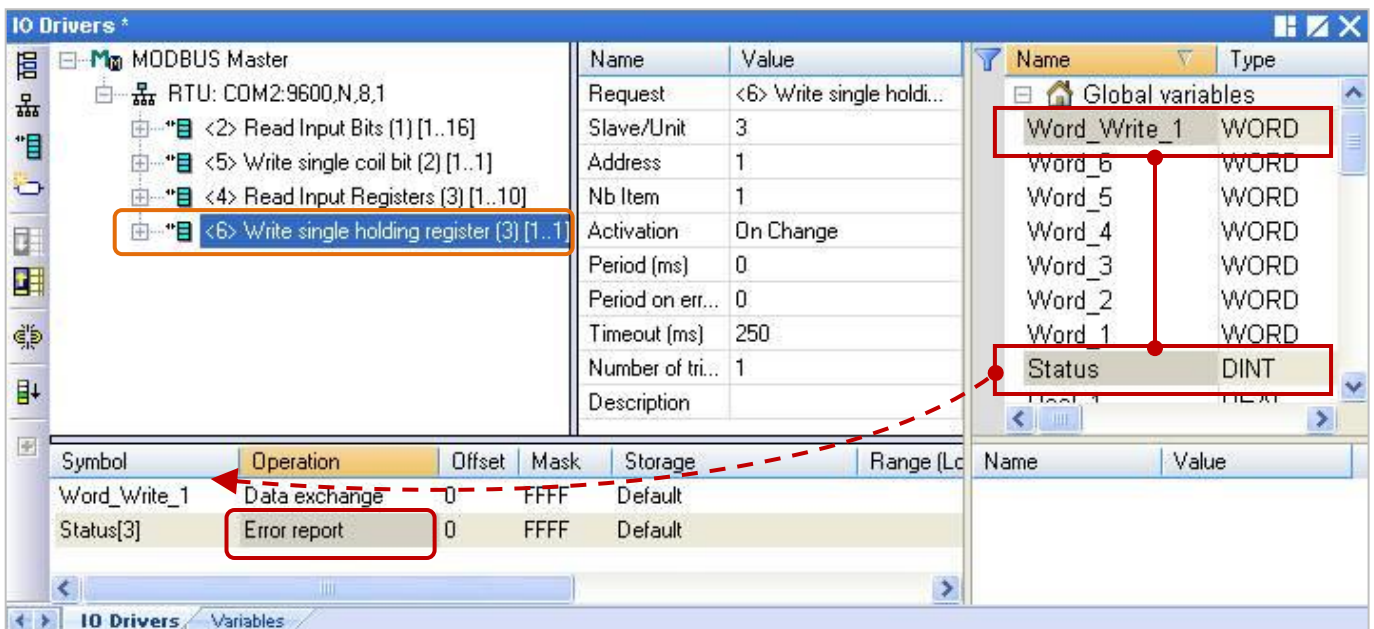 IO Drivers *
MODBUS Master
RTU: COM2:9600,N,8,1
<2> Read Input Bits (1) [1..16]
<5> Write single coil bit (2) [1..1]
<4> Read Input Registers (3) [1..10]
<6> Write single holding register (3) [1..1]
Name Value
Request <6> Write single holdi...
Slave/Unit 3
Address 1
Nb Item 1
Activation On Change
Period (ms) 0
Period on err... 0
Timeout (ms) 250
Number of tri... 1
Description
Name Type
Global variables
Word_Write_1 WORD
Word_6 WORD
Word_5 WORD
Word_4 WORD
Word_3 WORD
Word_2 WORD
Word_1 WORD
Status DINT
Symbol Operation Offset Mask Storage Range (Lo
Word_Write_1 Data exchange 0 FFFF Default
Status[3] Error report 0 FFFF Default
Name Value
IO Drivers Variables